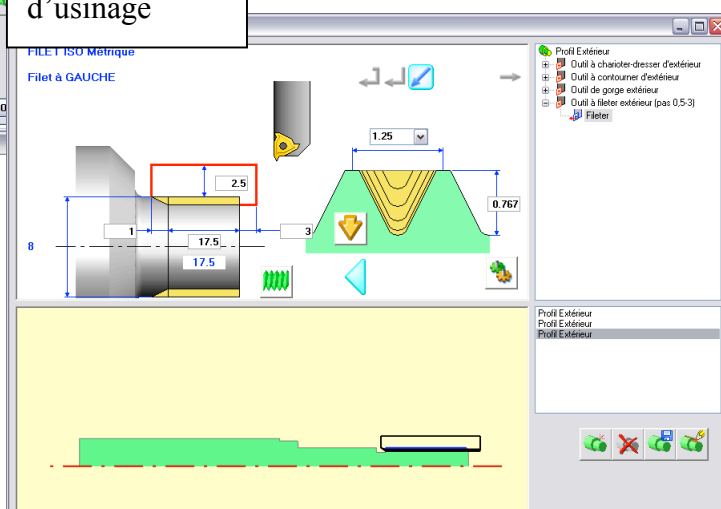 d'usinage
FILET ISO Métrique
Filet à GAUCHE
1.25
2.5
0.767
1
17.5
3
8
17.5
Profil Extérieur
Outil à charioter-dresser d'extérieur
Outil à contourner d'extérieur
Outil de gorge extérieur
Outil à fileter extérieur (pas 0,5-3)
Fileter
Profil Extérieur
Profil Extérieur
Profil Extérieur
0